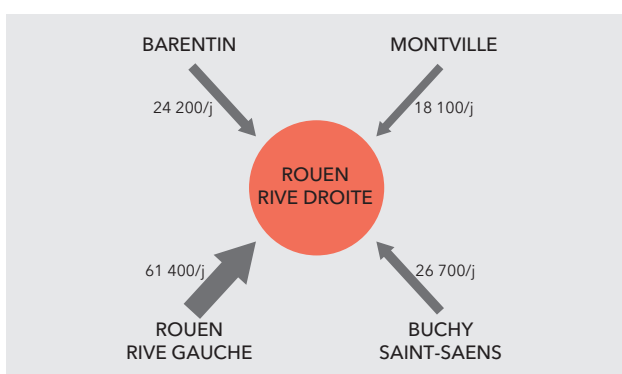 BARENTIN
MONTVILLE
24 200/j
18 100/j
ROUEN
RIVE DROITE
61 400/j
26 700/j
ROUEN
RIVE GAUCHE
BUCHY
SAINT-SAENS